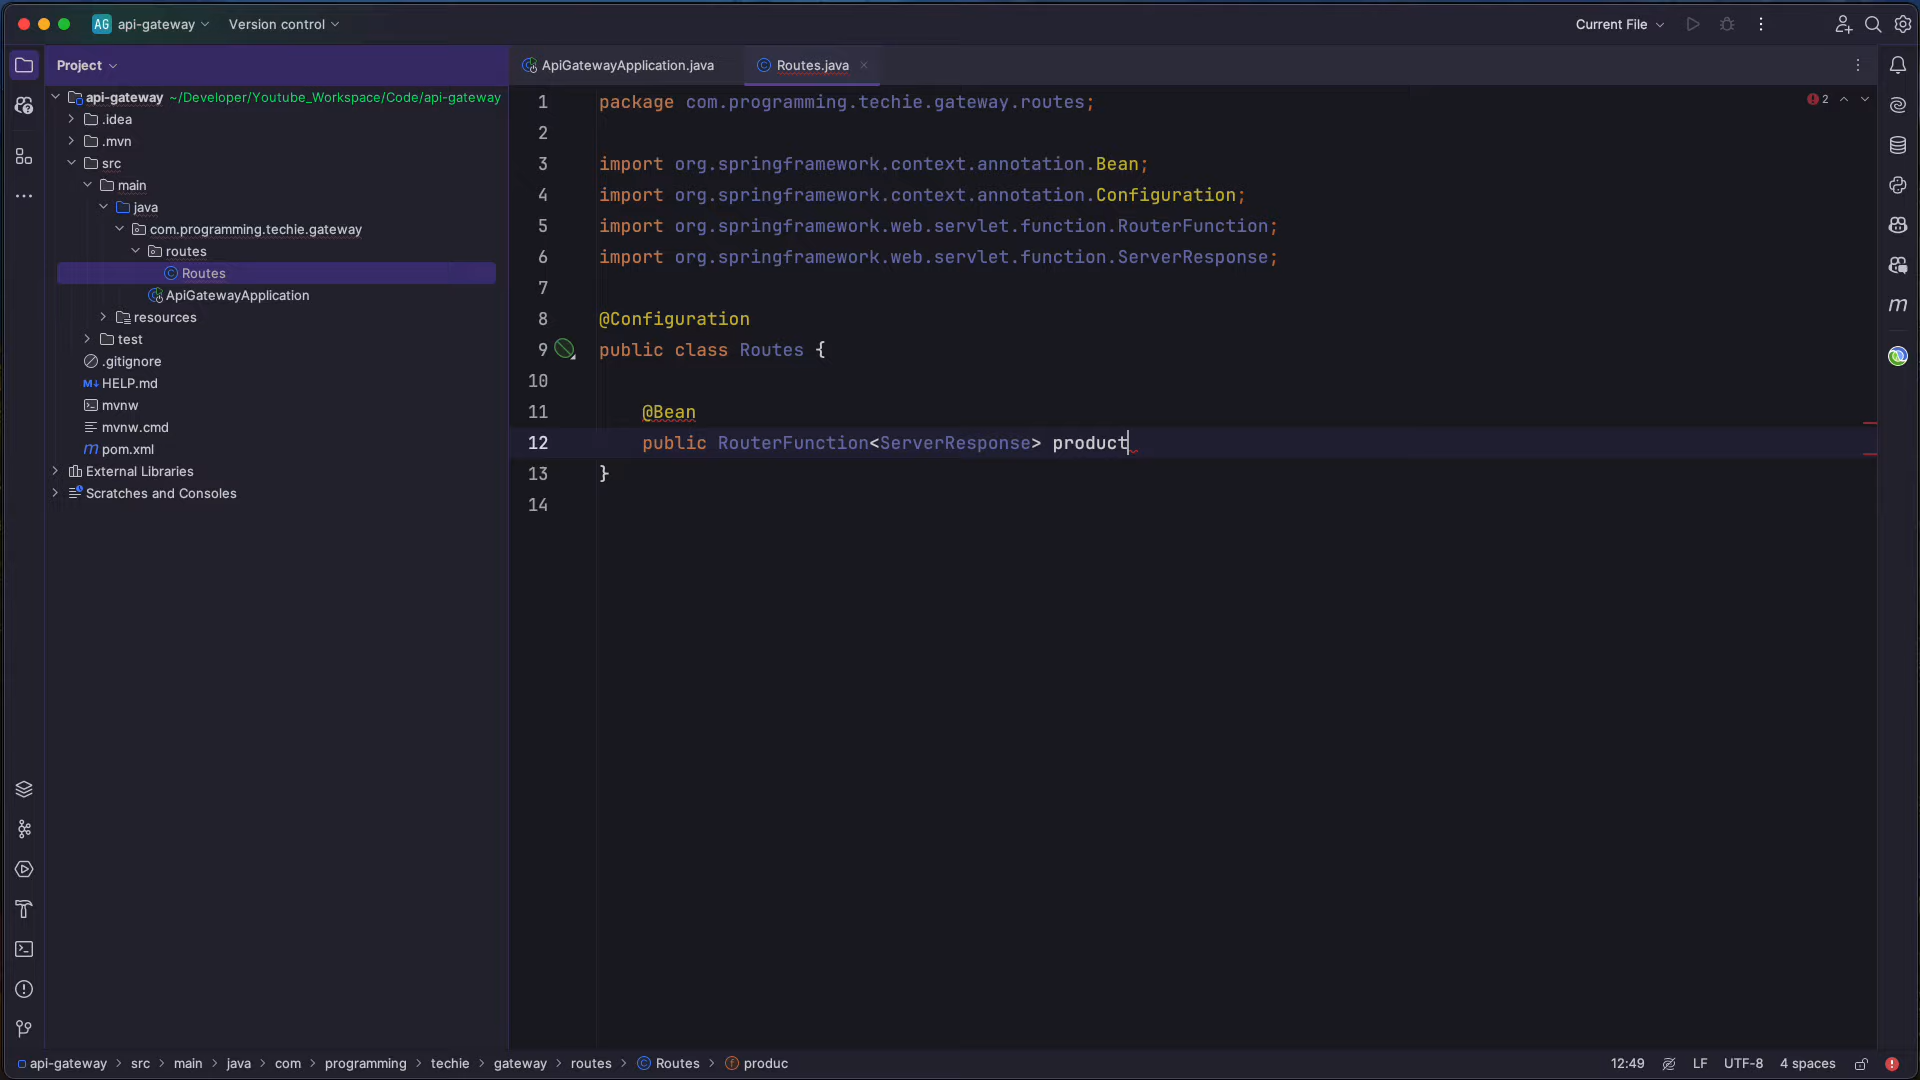 AG api-gateway Version control Current File
Project
ApiGatewayApplication.java Routes.java
api-gateway ~/Developer/Youtube_Workspace/Code/api-gateway
.idea
.mvn
src
main
java
com.programming.techie.gateway
routes
Routes
ApiGatewayApplication
resources
test
.gitignore
M↓ HELP.md
mvnw
mvnw.cmd
m pom.xml
External Libraries
Scratches and Consoles
1 package com.programming.techie.gateway.routes;
2
3 import org.springframework.context.annotation.Bean;
4 import org.springframework.context.annotation.Configuration;
5 import org.springframework.web.servlet.function.RouterFunction;
6 import org.springframework.web.servlet.function.ServerResponse;
7
8 @Configuration
9 public class Routes {
10
11 @Bean
12 public RouterFunction<ServerResponse> product
13 }
14
2
m
api-gateway > src > main > java > com > programming > techie > gateway > routes > Routes > produc
12:49 LF UTF-8 4 spaces